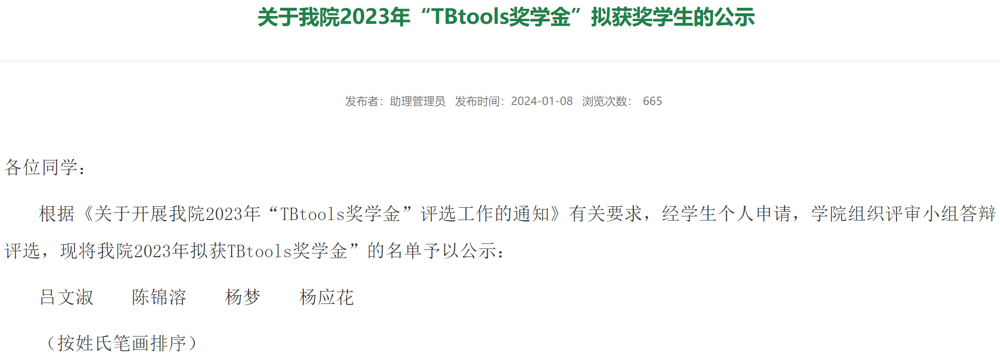 关于我院2023年“TBtools奖学金”拟获奖学生的公示
发布者：助理管理员 发布时间：2024-01-08 浏览次数： 665
各位同学：
根据《关于开展我院2023年“TBtools奖学金”评选工作的通知》有关要求，经学生个人申请，学院组织评审小组答辩
评选，现将我院2023年拟获TBtools奖学金”的名单予以公示：
吕文淑 陈锦溶 杨梦 杨应花
（按姓氏笔画排序）